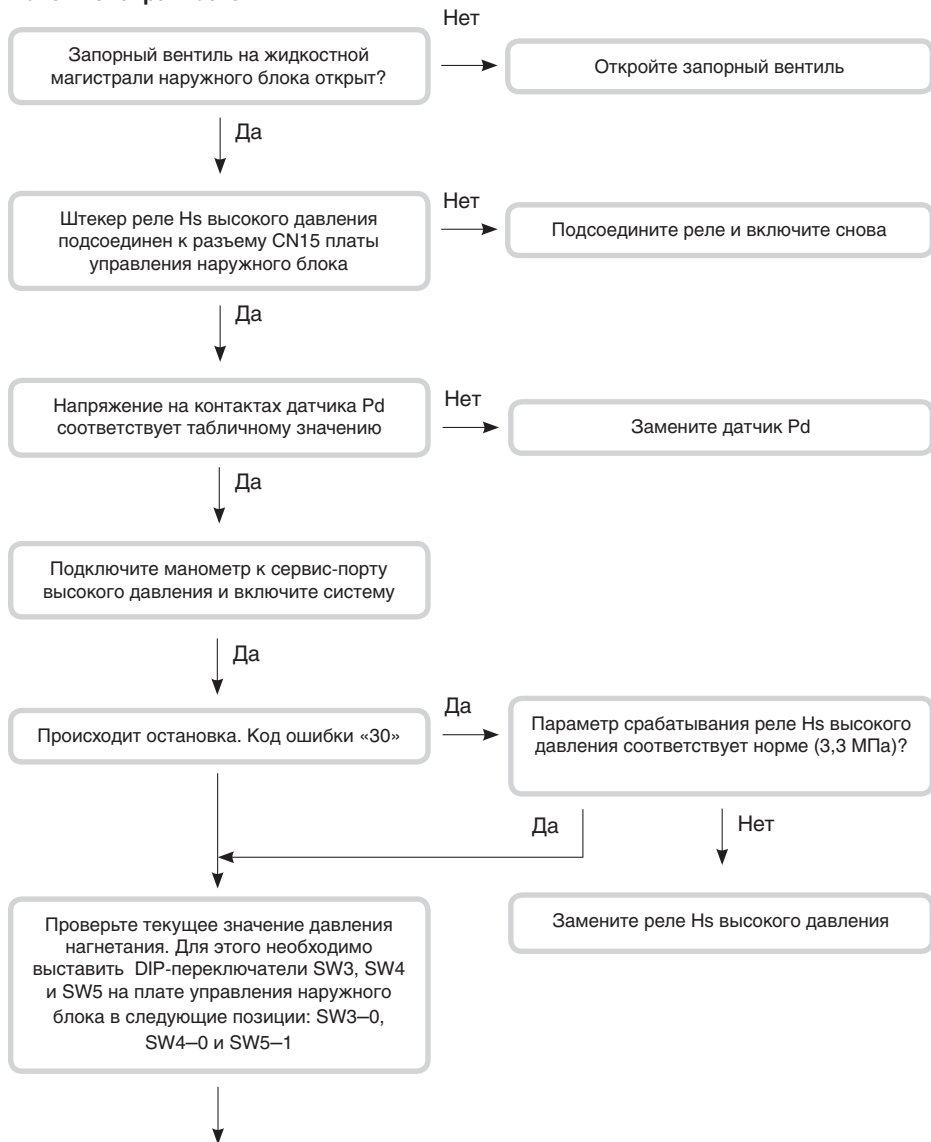 Нет
Запорный вентиль на жидкостной
магистрали наружного блока открыт?
Откройте запорный вентиль
Да
Нет
Штекер реле Hs высокого давления
подсоединен к разъему CN15 платы
управления наружного блока
Подсоедините реле и включите снова
Да
Нет
Напряжение на контактах датчика Pd
соответствует табличному значению
Замените датчик Pd
Да
Подключите манометр к сервис-порту
высокого давления и включите систему
Да
Да
Происходит остановка. Код ошибки «30»
Параметр срабатывания реле Hs высокого
давления соответствует норме (3,3 МПа)?
Да
Нет
Проверьте текущее значение давления
нагнетания. Для этого необходимо
выставить DIP-переключатели SW3, SW4
и SW5 на плате управления наружного
блока в следующие позиции: SW3–0,
SW4–0 и SW5–1
Замените реле Hs высокого давления